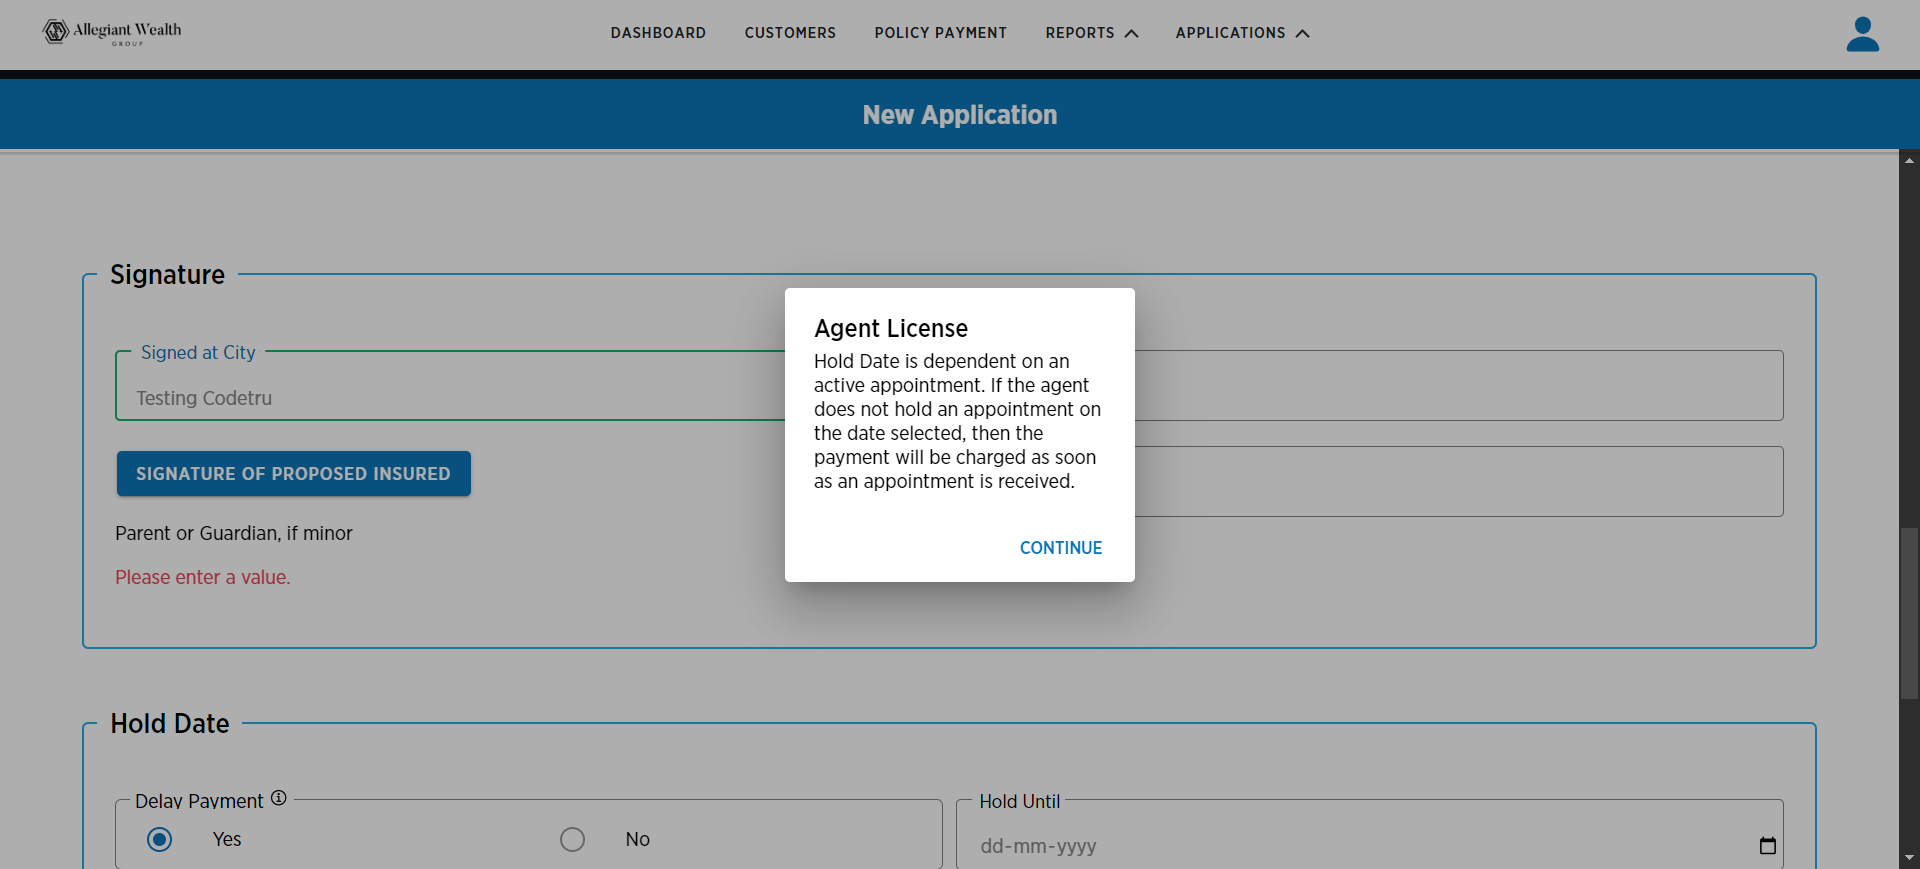 Allegiant Wealth
GROUP
DASHBOARD
CUSTOMERS
POLICY PAYMENT
REPORTS
APPLICATIONS
New Application
Signature
Signed at City
Testing Codetru
SIGNATURE OF PROPOSED INSURED
Parent or Guardian, if minor
Please enter a value.
Agent License
Hold Date is dependent on an
active appointment. If the agent
does not hold an appointment on
the date selected, then the
payment will be charged as soon
as an appointment is received.
CONTINUE
Hold Date
Delay Payment
Yes
No
Hold Until
dd-mm-yyyy